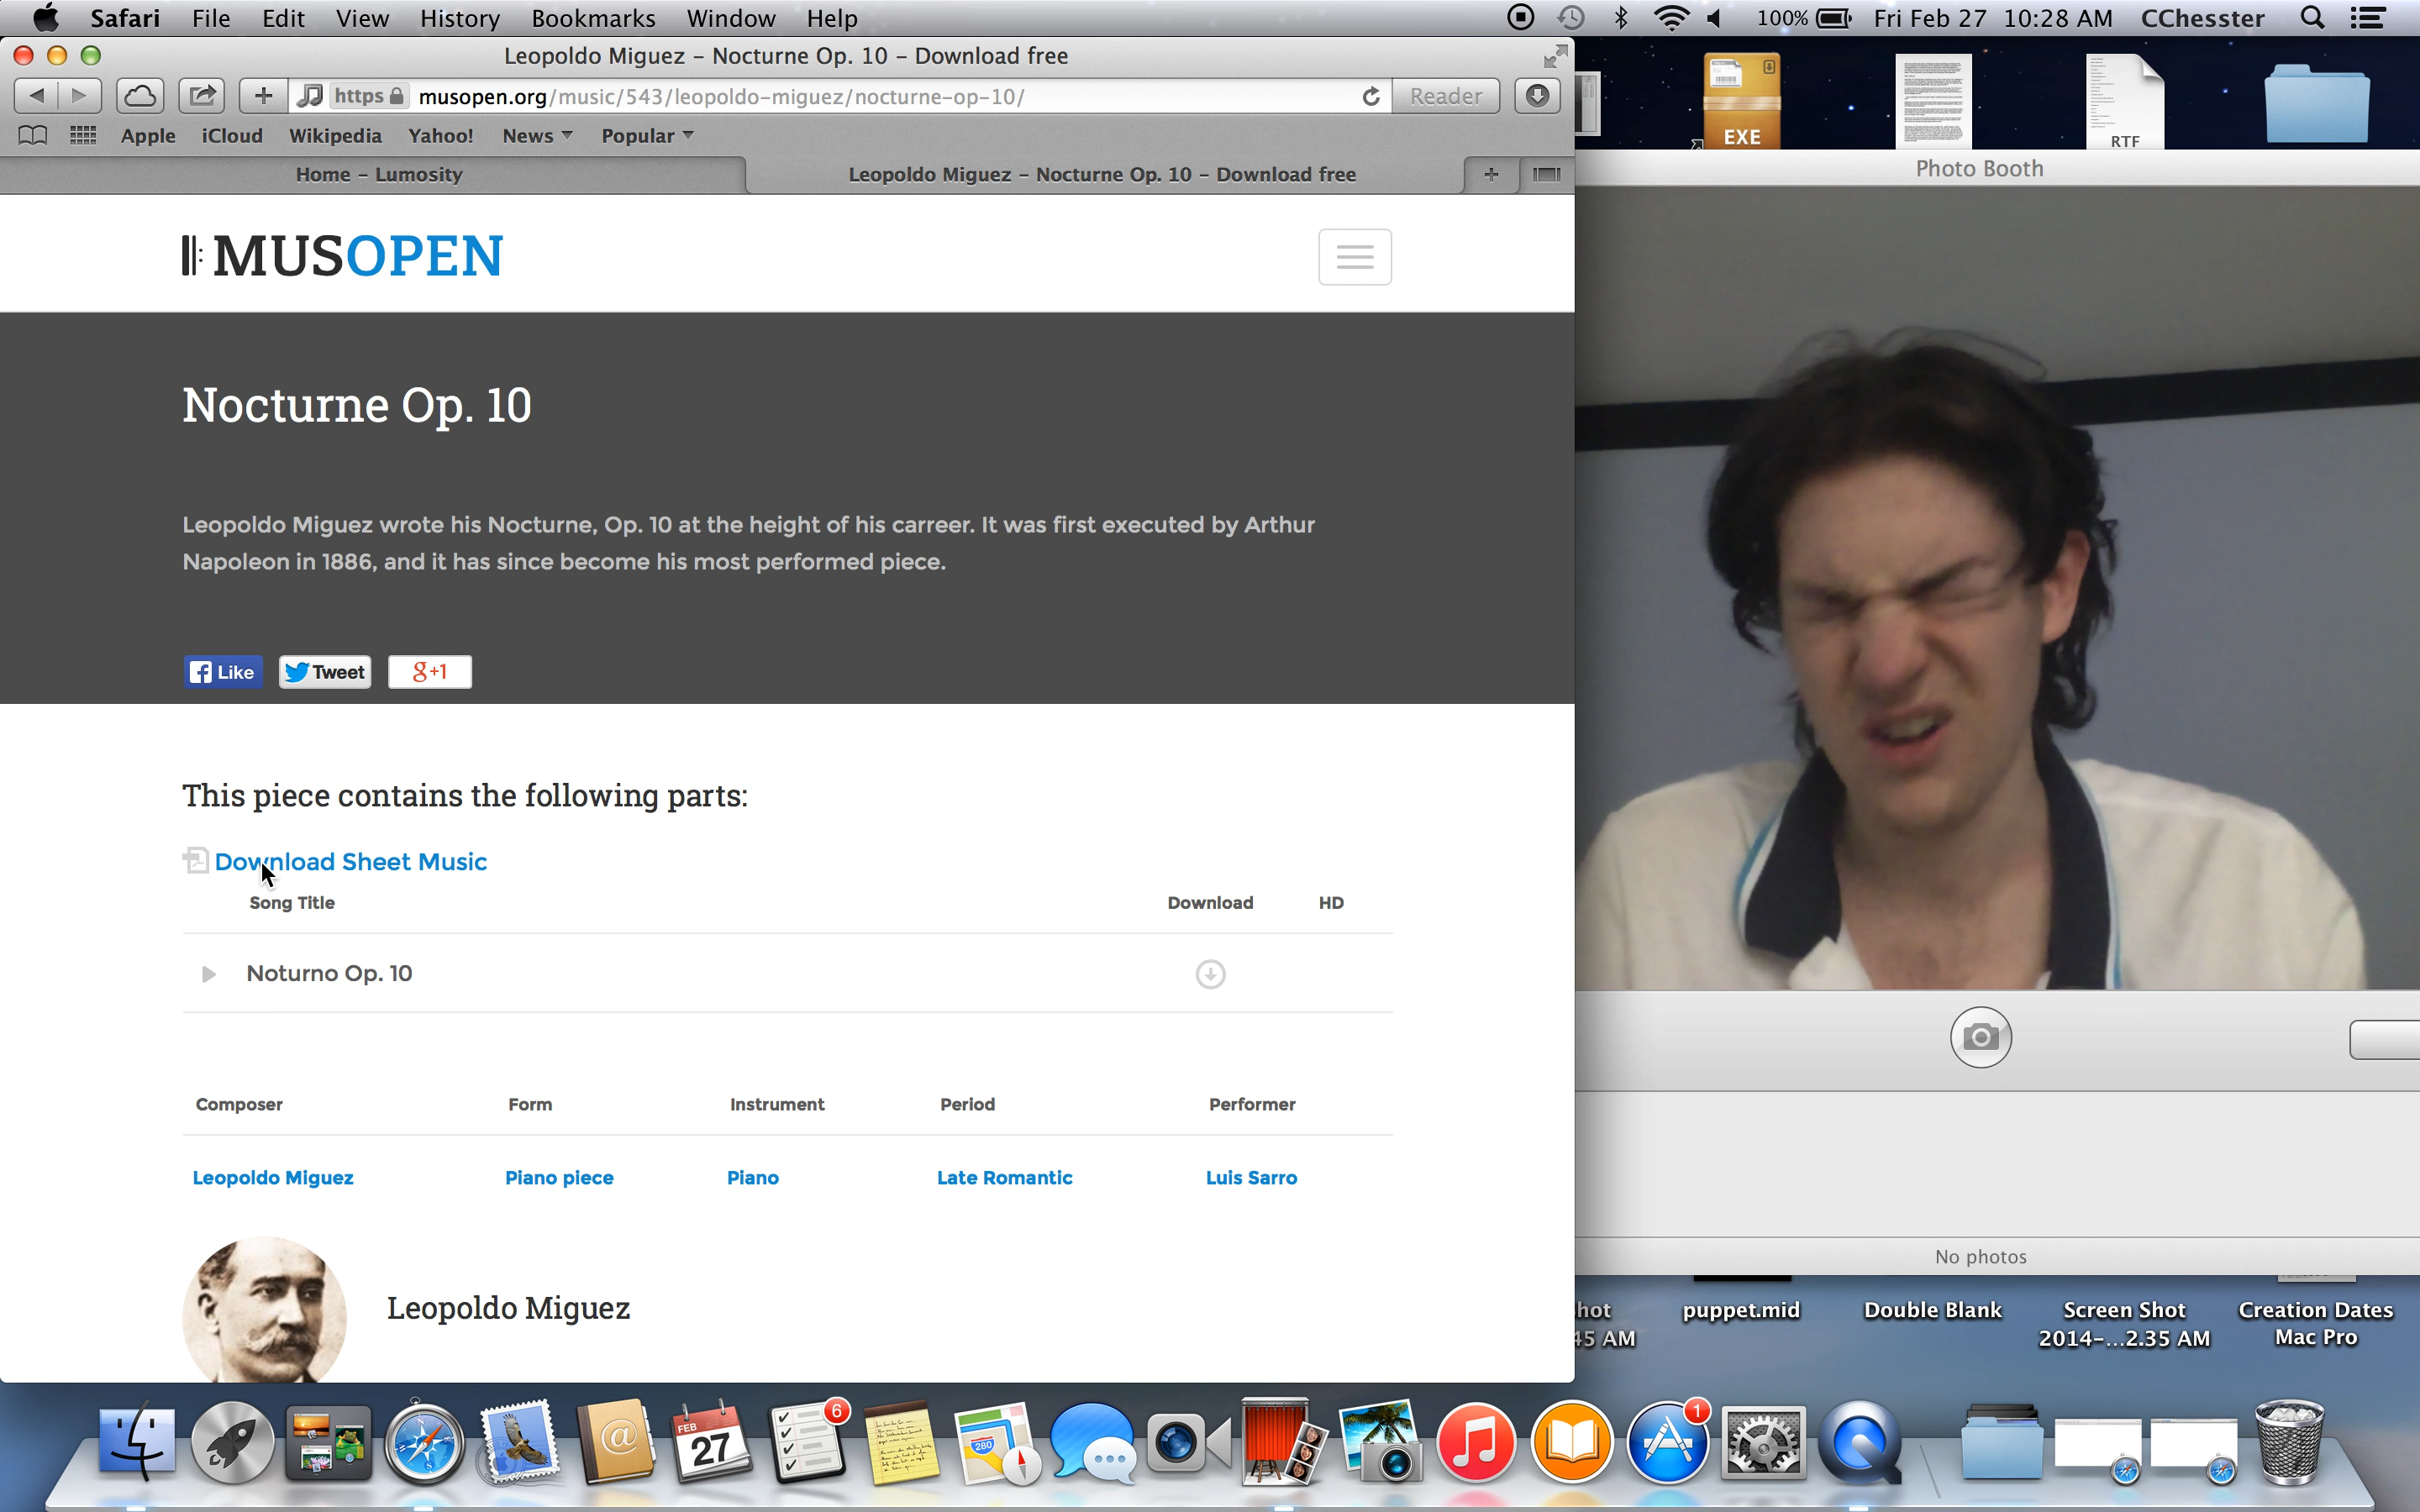 Safari File Edit View History Bookmarks Window Help 100% Fri Feb 27 10:28 AM CChesster
Leopoldo Miguez – Nocturne Op. 10 – Download free
https musopen.org/music/543/leopoldo-miguez/nocturne-op-10/ Reader
Apple iCloud Wikipedia Yahoo! News Popular
Home – Lumosity
Leopoldo Miguez – Nocturne Op. 10 – Download free
MUSOPEN
Nocturne Op. 10
Leopoldo Miguez wrote his Nocturne, Op. 10 at the height of his carreer. It was first executed by Arthur
Napoleon in 1886, and it has since become his most performed piece.
Like Tweet g+1
This piece contains the following parts:
Download Sheet Music
Song Title Download HD
Noturno Op. 10
Composer Form Instrument Period Performer
Leopoldo Miguez Piano piece Piano Late Romantic Luis Sarro
Leopoldo Miguez
EXE
RTF
Photo Booth
No photos
hot
45 AM
puppet.mid
Double Blank
Screen Shot
2014-...2.35 AM
Creation Dates
Mac Pro
FEB
27
6
280
1